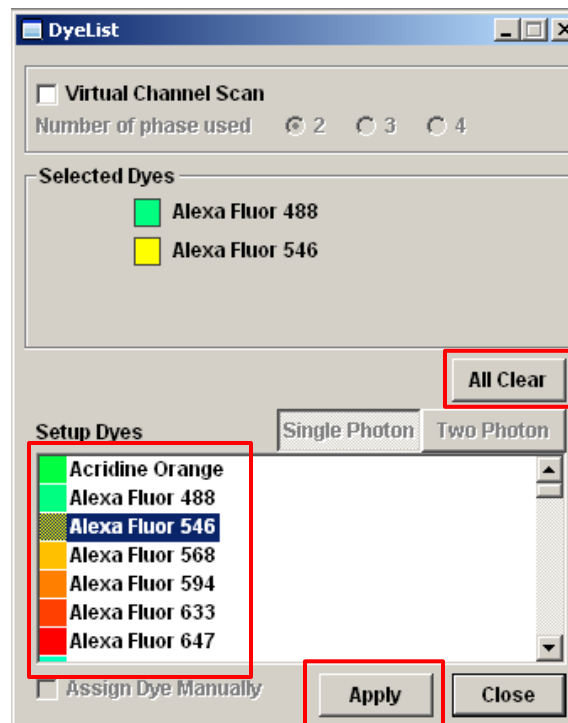 DyeList
Virtual Channel Scan
Number of phase used 2 3 4
Selected Dyes
Alexa Fluor 488
Alexa Fluor 546
All Clear
Setup Dyes Single Photon Two Photon
Acridine Orange
Alexa Fluor 488
Alexa Fluor 546
Alexa Fluor 568
Alexa Fluor 594
Alexa Fluor 633
Alexa Fluor 647
Assign Dye Manually Apply Close